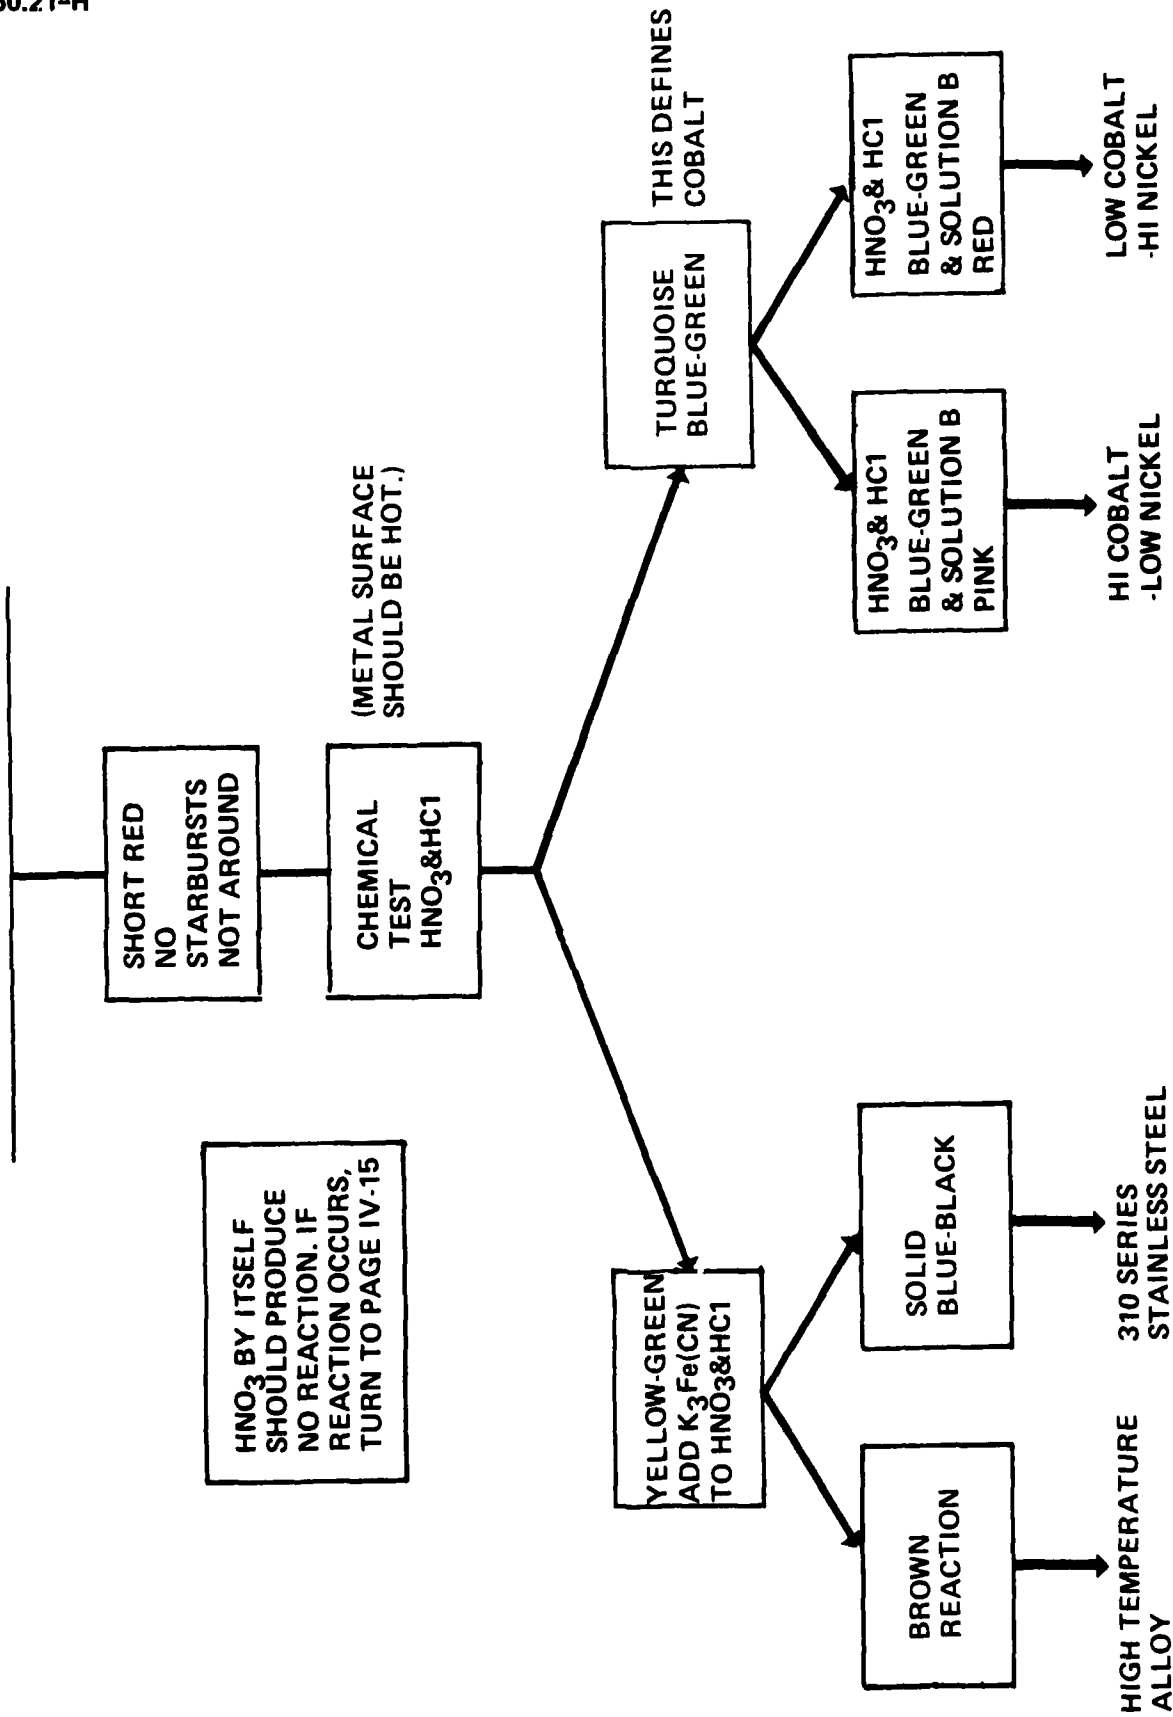 SHORT RED
NO
STARBURSTS
NOT AROUND
HNO3 BY ITSELF
SHOULD PRODUCE
NO REACTION. IF
REACTION OCCURS,
TURN TO PAGE IV-15
CHEMICAL
TEST
HNO3&HC1
(METAL SURFACE
SHOULD BE HOT.)
YELLOW-GREEN
ADD K3Fe(CN)
TO HNO3&HC1
TURQUOISE
BLUE-GREEN
THIS DEFINES
COBALT
BROWN
REACTION
SOLID
BLUE-BLACK
HNO3& HC1
BLUE-GREEN
& SOLUTION B
PINK
HNO3& HC1
BLUE-GREEN
& SOLUTION B
RED
HIGH TEMPERATURE
ALLOY
310 SERIES
STAINLESS STEEL
HI COBALT
-LOW NICKEL
LOW COBALT
-HI NICKEL